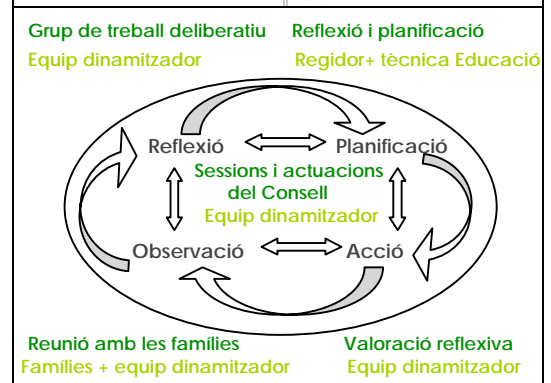 Grup de treball deliberatiu
Reflexió i planificació
Equip dinamitzador
Regidor+ tècnica Educació
Reflexió
Planificació
Sessions i actuacions
del Consell
Equip dinamitzador
Observació
Acció
Reunió amb les famílies
Valoració reflexiva
Famílies + equip dinamitzador
Equip dinamitzador